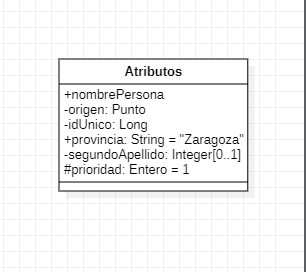 Atributos
+nombrePersona
-origen: Punto
-idUnico: Long
+provincia: String = "Zaragoza"
-segundoApellido: Integer[0..1]
#prioridad: Entero = 1